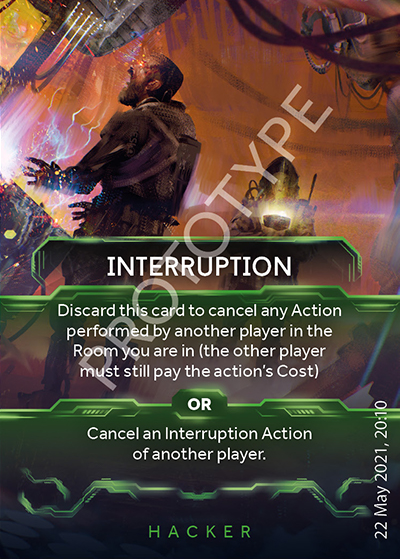 PROTOTYPE
INTERRUPTION
Discard this card to cancel any Action
performed by another player in the
Room you are in (the other player
must still pay the action's Cost)
OR
Cancel an Interruption Action
of another player.
HACKER
22 May 2021, 20:10